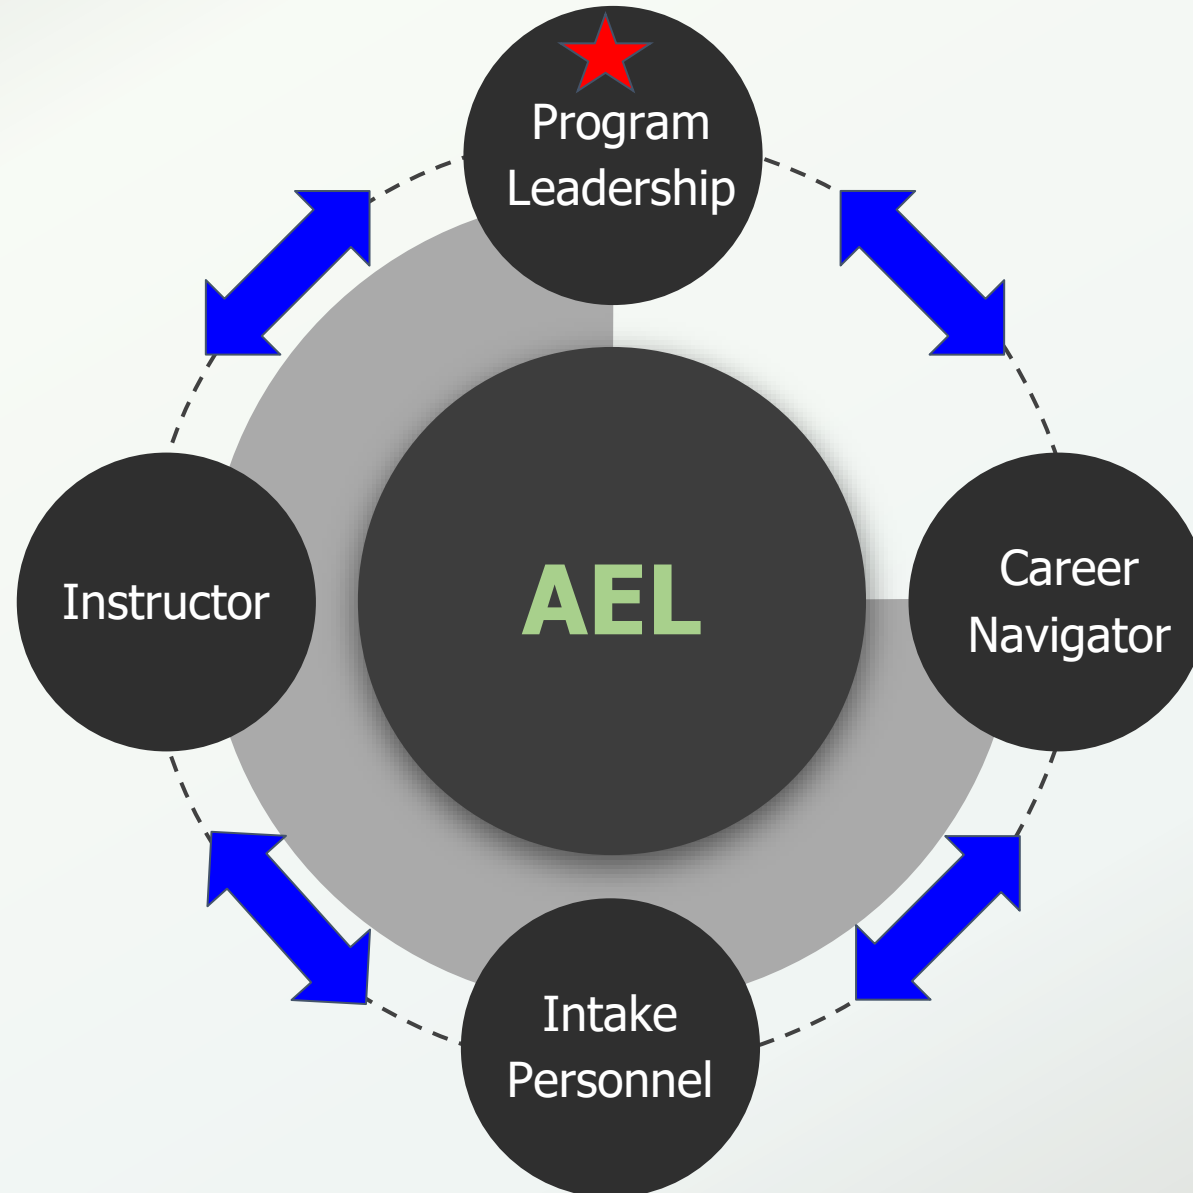 Program
Leadership
Instructor
AEL
Career
Navigator
Intake
Personnel